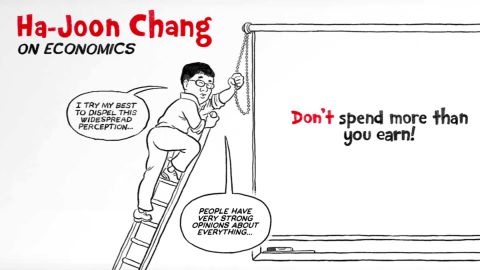 Ha-Joon Chang
ON ECONOMICS
I TRY MY BEST
TO DISPEL THIS
WIDESPREAD
PERCEPTION...
Don't spend more than
you earn!
PEOPLE HAVE
VERY STRONG
OPINIONS ABOUT
EVERYTHING...